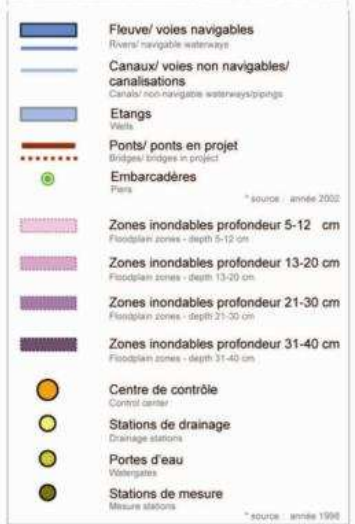 Fleuve/ voies navigables
Rivers/ navigable waterways
Canaux/ voies non navigables/
canalisations
Canals/ non-navigable waterways/pipings
Etangs
Wells
Ponts/ ponts en projet
Bridges/ bridges in project
Embarcadères
Piers
* source : année 2002
Zones inondables profondeur 5-12 cm
Floodplain zones - depth 5-12 cm
Zones inondables profondeur 13-20 cm
Floodplain zones - depth 13-20 cm
Zones inondables profondeur 21-30 cm
Floodplain zones - depth 21-30 cm
Zones inondables profondeur 31-40 cm
Floodplain zones - depth 31-40 cm
Centre de contrôle
Control center
Stations de drainage
Drainage stations
Portes d'eau
Watergates
Stations de mesure
Mesure stations
* source : année 1998